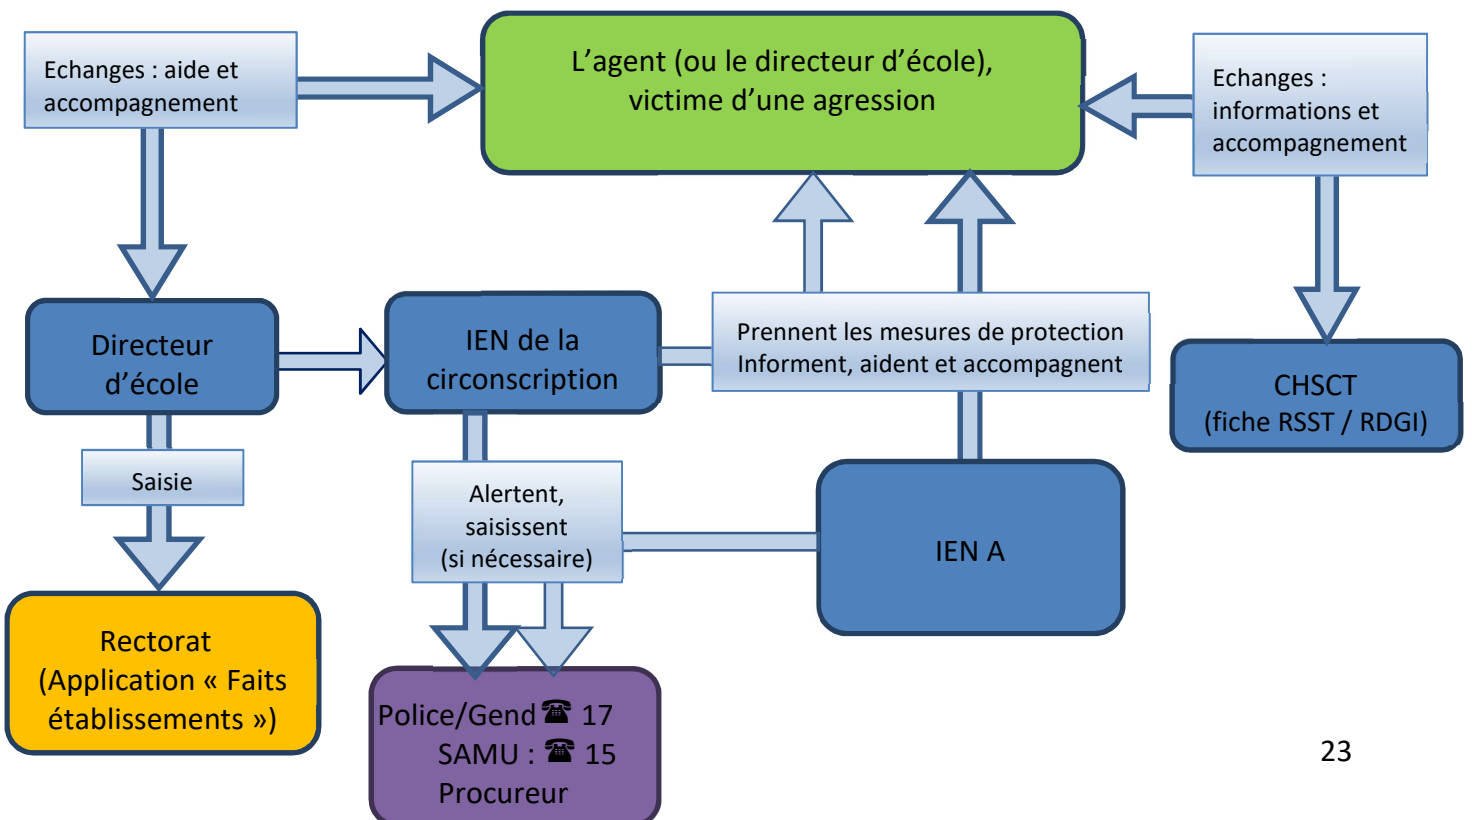 Echanges : aide et
accompagnement
L’agent (ou le directeur d’école),
victime d’une agression
Echanges :
informations et
accompagnement
Directeur
d’école
IEN de la
circonscription
Prennent les mesures de protection
Informent, aident et accompagnent
CHSCT
(fiche RSST / RDGI)
Saisie
Alertent,
saisissent
(si nécessaire)
IEN A
Rectorat
(Application « Faits
établissements »)
Police/Gend ☎ 17
SAMU : ☎ 15
Procureur
23